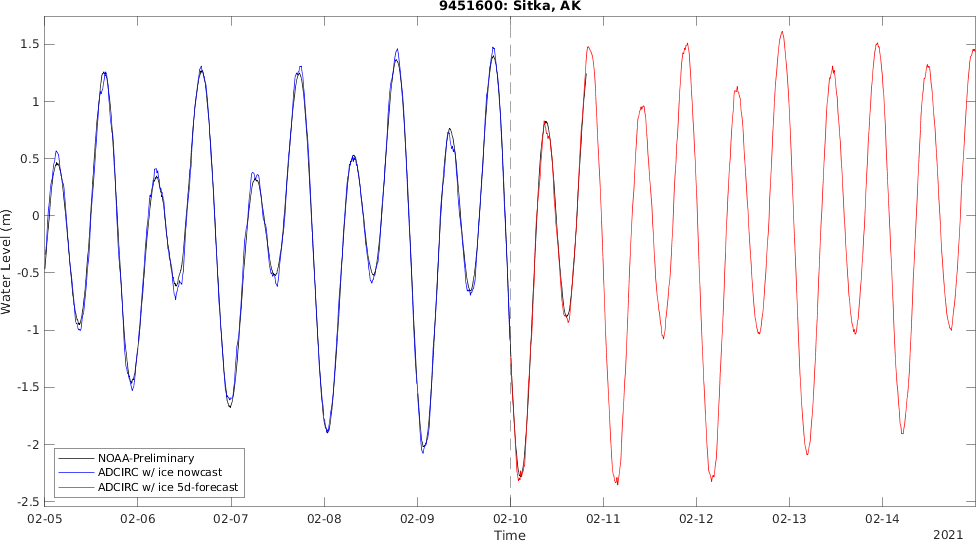 9451600: Sitka, AK
Water Level (m)
1.5
1
0.5
0
-0.5
-1
-1.5
-2
-2.5
NOAA-Preliminary
ADCIRC w/ ice nowcast
ADCIRC w/ ice 5d-forecast
02-05 02-06 02-07 02-08 02-09 02-10 02-11 02-12 02-13 02-14
Time
2021